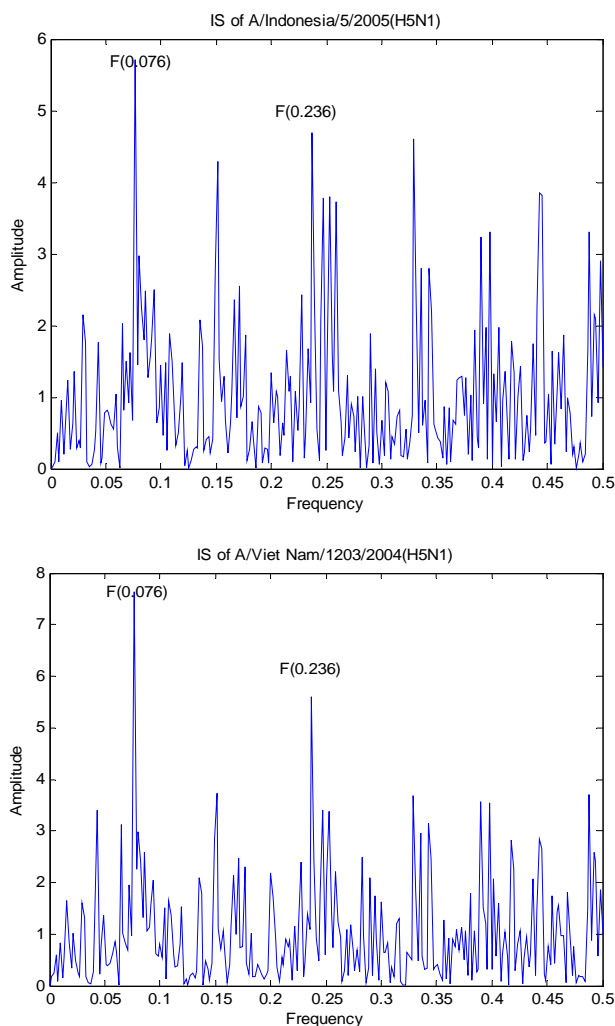 IS of A/Indonesia/5/2005(H5N1)
6
5
4
3
2
1
0
Amplitude
F(0.076)
F(0.236)
0 0.05 0.1 0.15 0.2 0.25 0.3 0.35 0.4 0.45 0.5
Frequency
IS of A/Viet Nam/1203/2004(H5N1)
8
7
6
5
4
3
2
1
0
Amplitude
F(0.076)
F(0.236)
0 0.05 0.1 0.15 0.2 0.25 0.3 0.35 0.4 0.45 0.5
Frequency